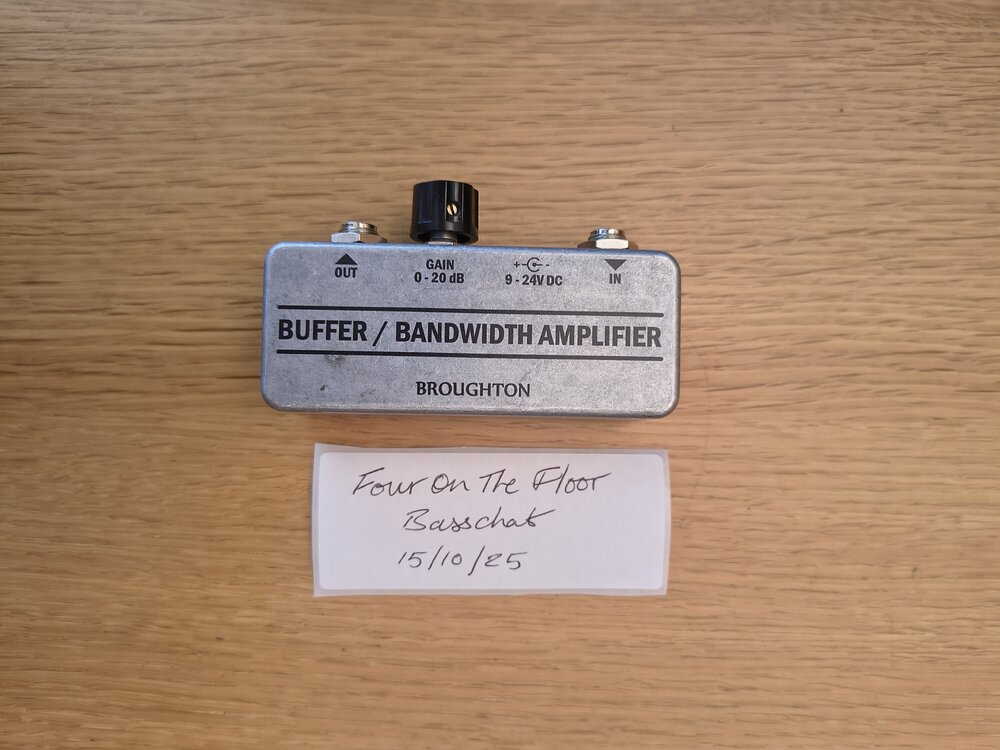 OUT
GAIN
0 - 20 dB
+ -
9 - 24V DC
IN
BUFFER / BANDWIDTH AMPLIFIER
BROUGHTON
Four On The Floor
Basschat
15/10/25